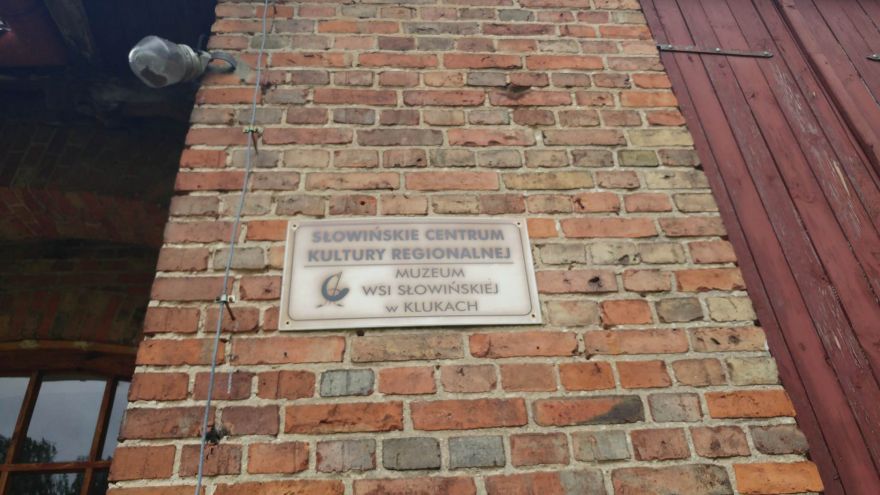 SŁOWIŃSKIE CENTRUM
KULTURY REGIONALNEJ
MUZEUM
WSI SŁOWIŃSKIEJ
w KLUKACH